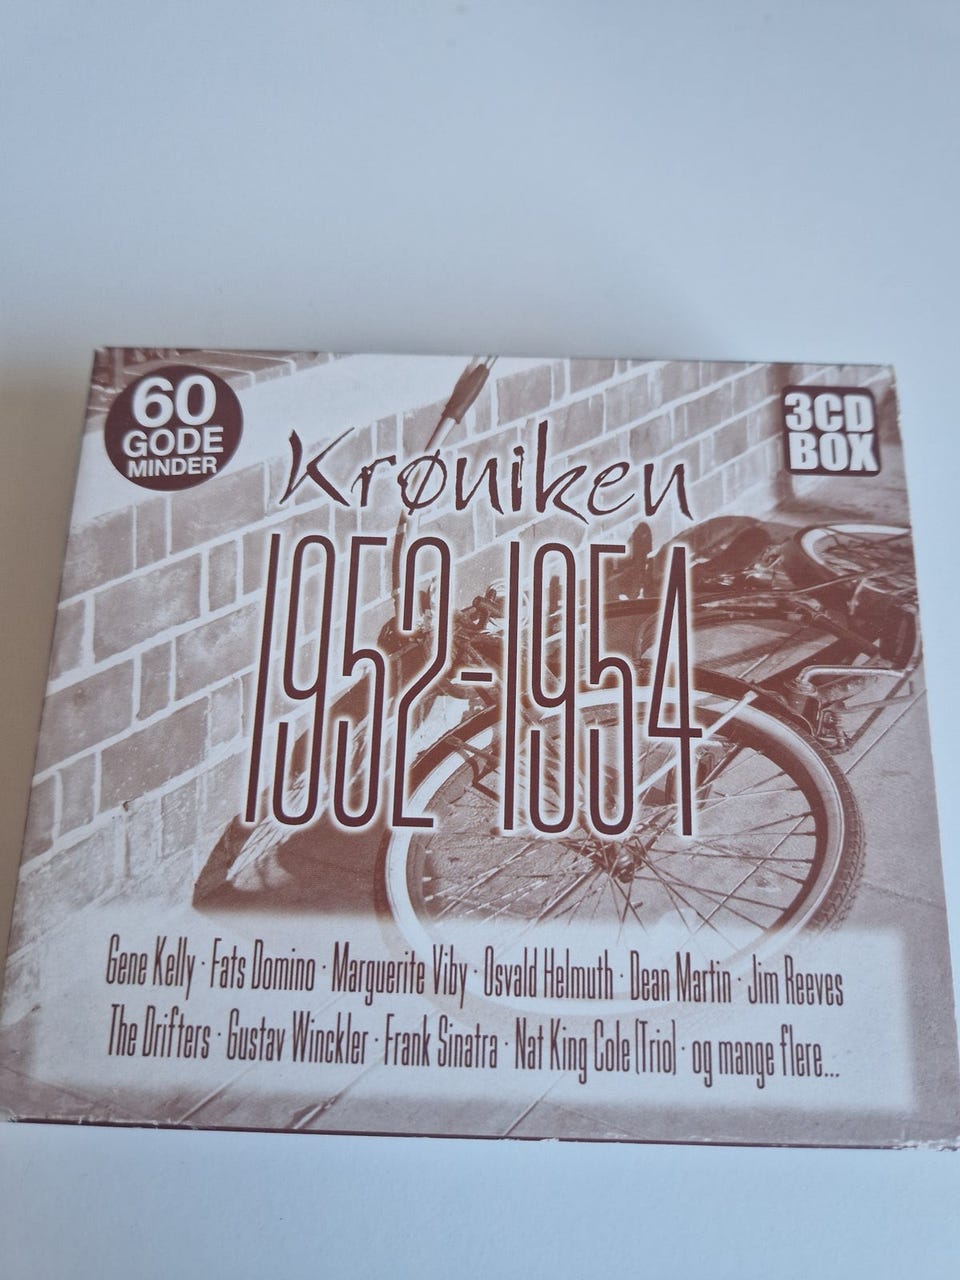 60
GODE
MINDER
3CD
BOX
Krøniken
1952-1954
Gene Kelly · Fats Domino · Marguerite Viby · Osvald Helmuth · Dean Martin · Jim Reeves
The Drifters · Gustav Winckler · Frank Sinatra · Nat King Cole (Trio) · og mange flere...